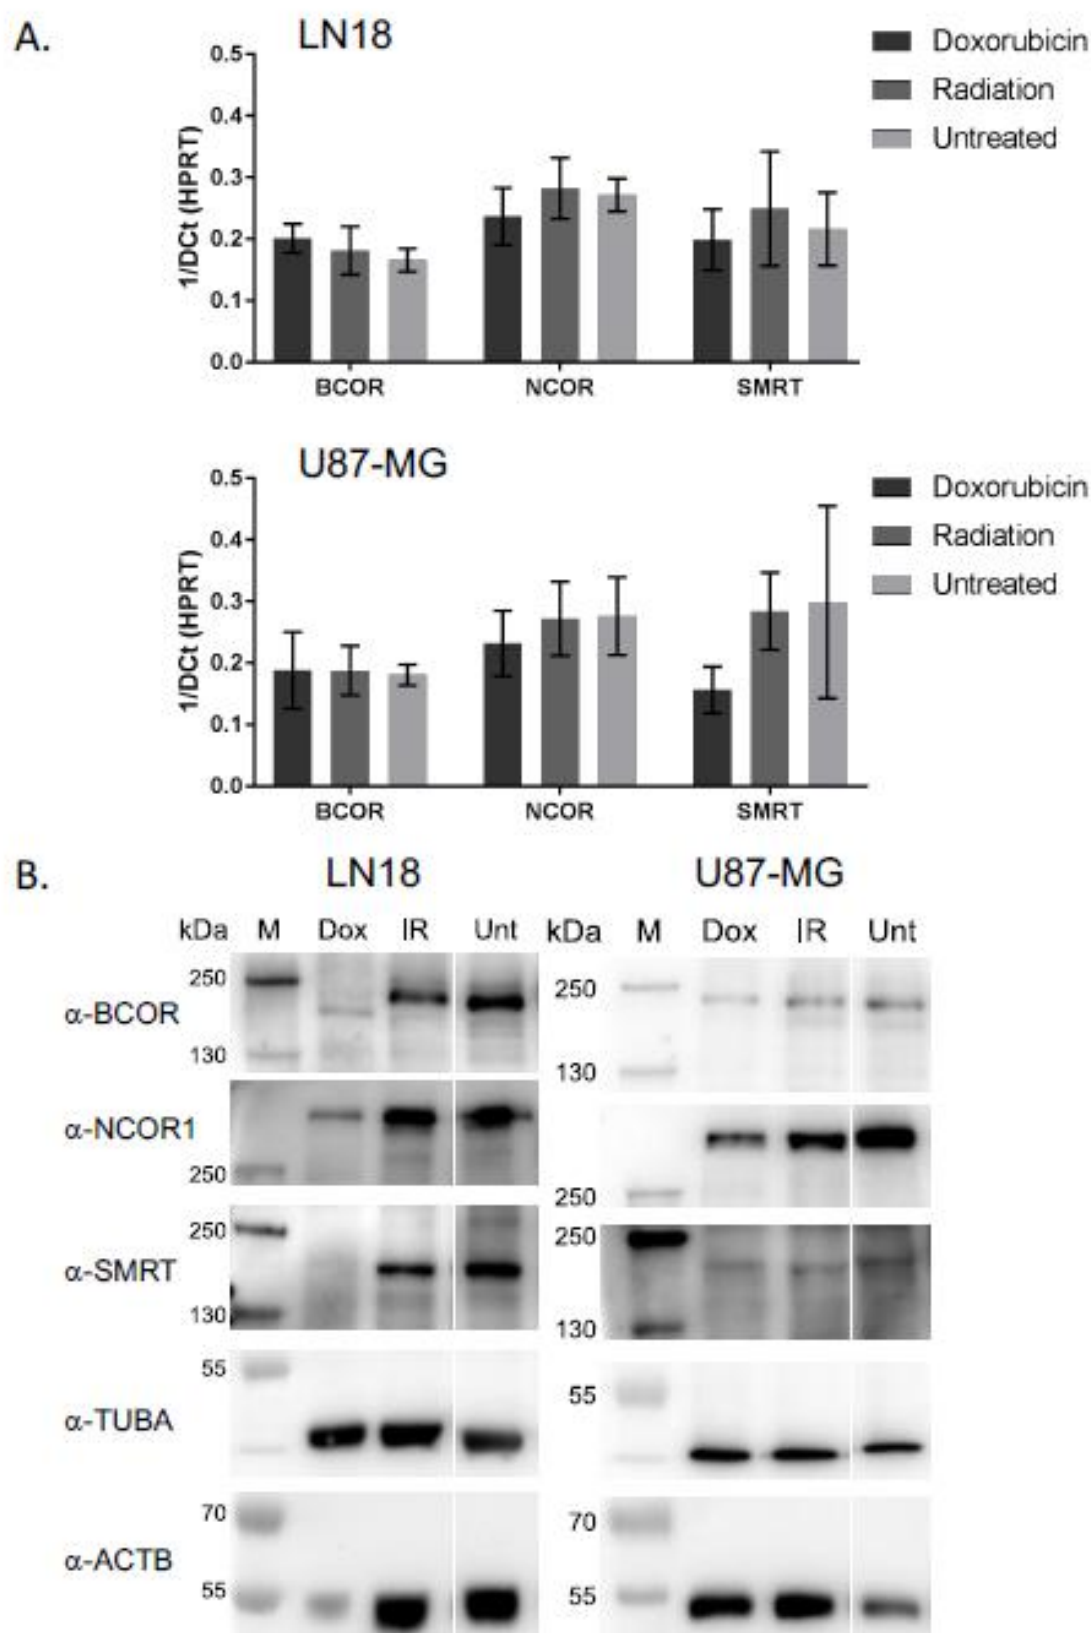 A.
LN18
Doxorubicin
Radiation
Untreated
1/DCt (HPRT)
0.5
0.4
0.3
0.2
0.1
0.0
BCOR NCOR SMRT
U87-MG
Doxorubicin
Radiation
Untreated
1/DCt (HPRT)
0.5
0.4
0.3
0.2
0.1
0.0
BCOR NCOR SMRT
B.
LN18 U87-MG
kDa M Dox IR Unt kDa M Dox IR Unt
250 250
α-BCOR
130 130
α-NCOR1
250 250
250 250
α-SMRT
130 130
55 55
α-TUBA
70 70
α-ACTB
55 55